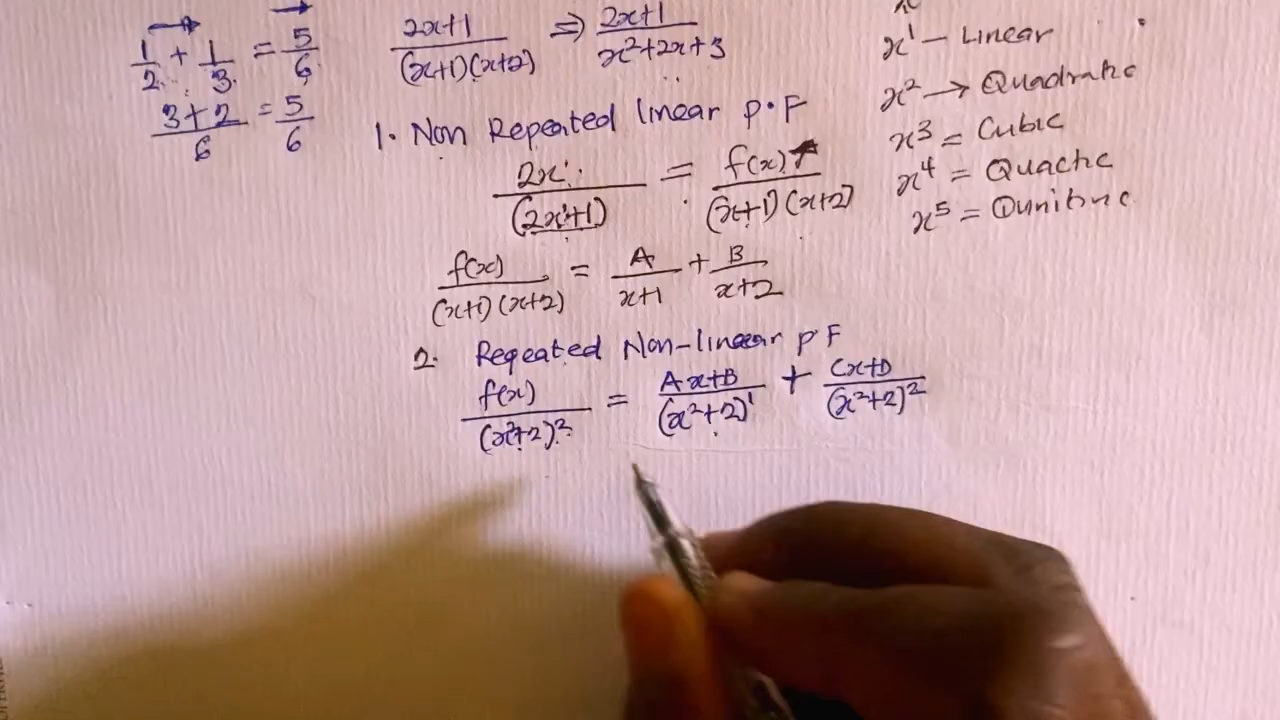 1/2 + 1/3 = 5/6
(3+2)/6 = 5/6
(2x+1)/((x+1)(x+2)) ⇒ (2x+1)/(x²+2x+3)
1. Non Repeated linear P.F
2x/(2x+1) = f(x)/((x+1)(x+2))
f(x)/((x+1)(x+2)) = A/(x+1) + B/(x+2)
2. Repeated Non-linear PF
f(x)/(x²+2)² = (Ax+B)/(x²+2)¹ + (Cx+D)/(x²+2)²
x¹ - Linear
x² → Quadratic
x³ = Cubic
x⁴ =
x⁵ =